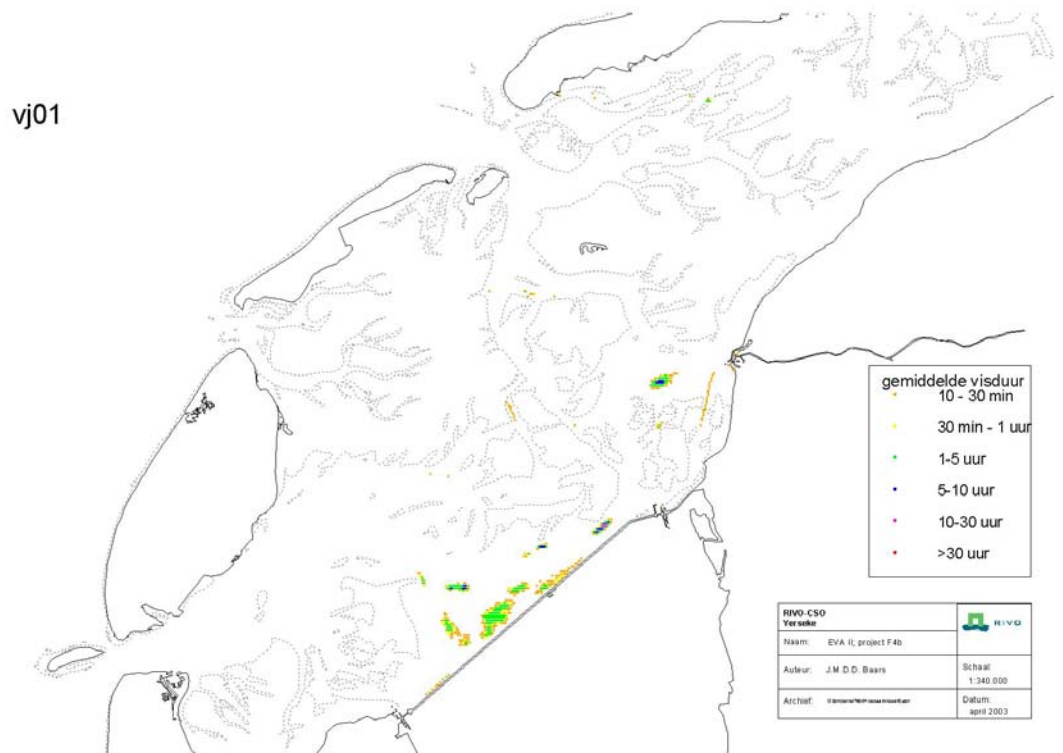 vj01
gemiddelde visduur
10 - 30 min
30 min - 1 uur
1-5 uur
5-10 uur
10-30 uur
>30 uur
RIVO-CSO
Yerseke
RIVO
Naam: EVA II; project F4b
Auteur: J.M.D.D. Baars
Schaal:
1:340.000
Archief:
Datum:
april 2003